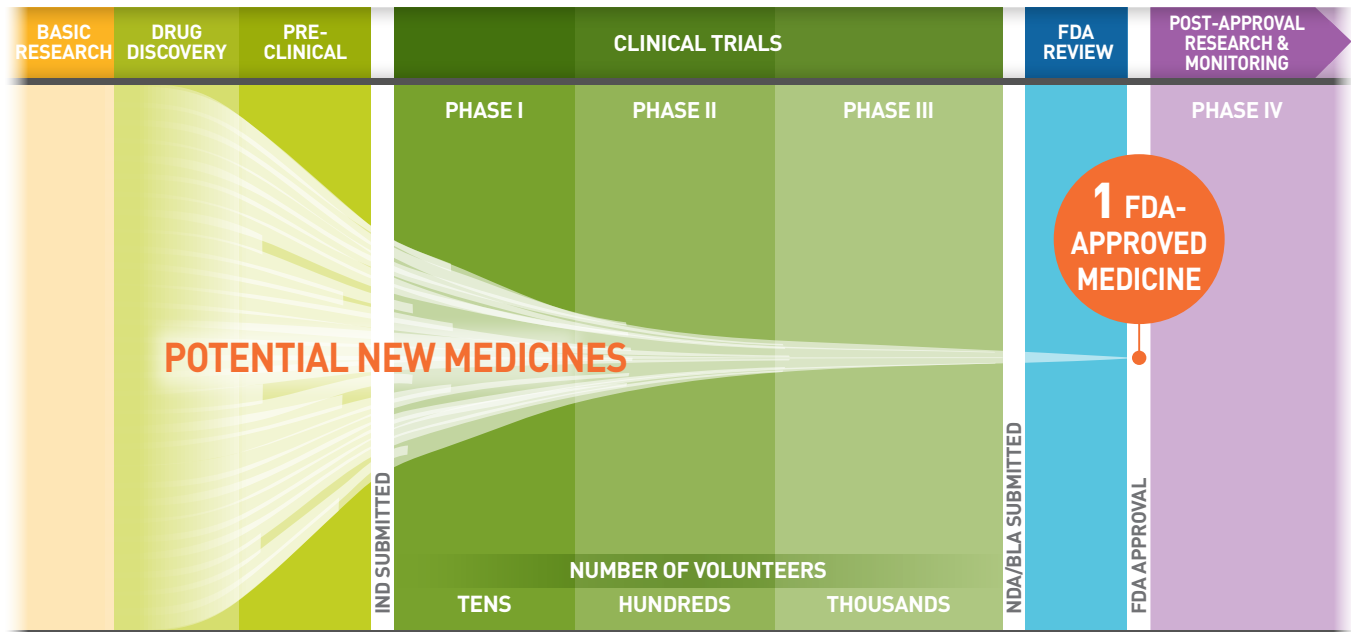 BASIC
RESEARCH
DRUG
DISCOVERY
PRE-
CLINICAL
CLINICAL TRIALS
FDA
REVIEW
POST-APPROVAL
RESEARCH &
MONITORING
PHASE I
PHASE II
PHASE III
PHASE IV
1 FDA-
APPROVED
MEDICINE
POTENTIAL NEW MEDICINES
IND SUBMITTED
NDA/BLA SUBMITTED
FDA APPROVAL
NUMBER OF VOLUNTEERS
TENS
HUNDREDS
THOUSANDS